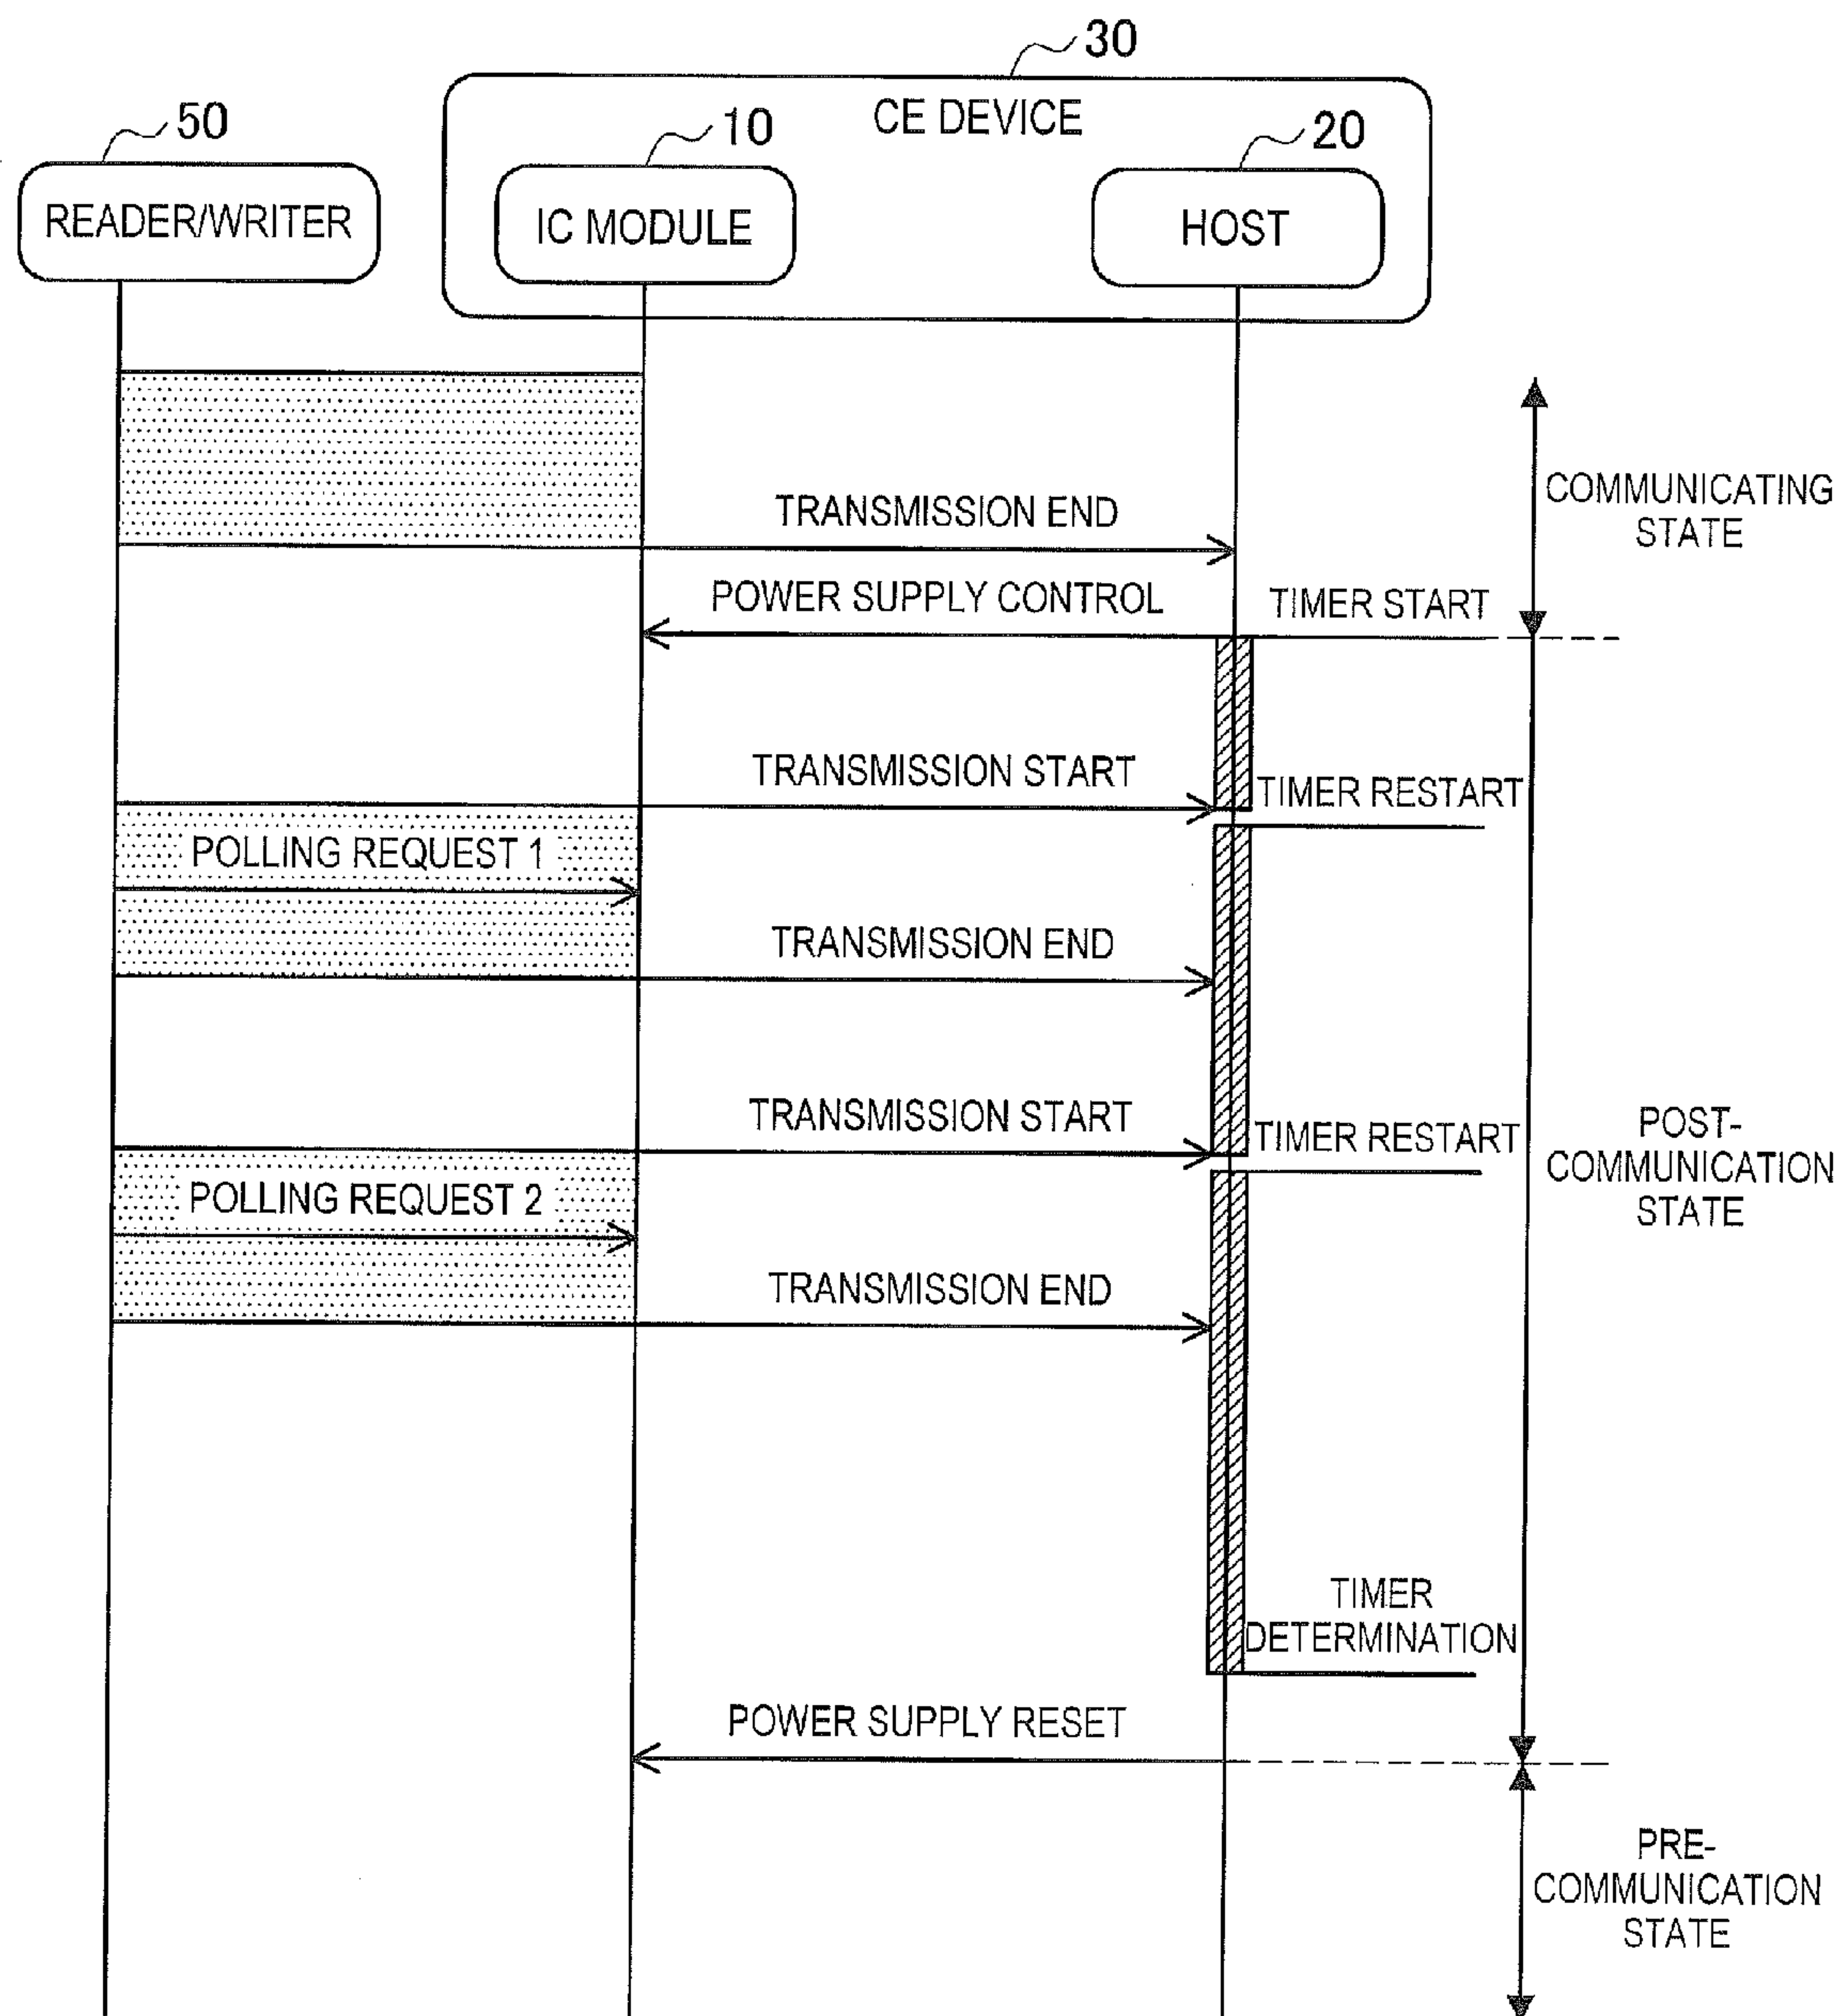 30
CE DEVICE
50
10
20
READER/WRITER
IC MODULE
HOST
TRANSMISSION END
COMMUNICATING
STATE
POWER SUPPLY CONTROL
TIMER START
TRANSMISSION START
TIMER RESTART
POLLING REQUEST 1
TRANSMISSION END
TRANSMISSION START
TIMER RESTART
POST-
COMMUNICATION
STATE
POLLING REQUEST 2
TRANSMISSION END
TIMER
DETERMINATION
POWER SUPPLY RESET
PRE-
COMMUNICATION
STATE